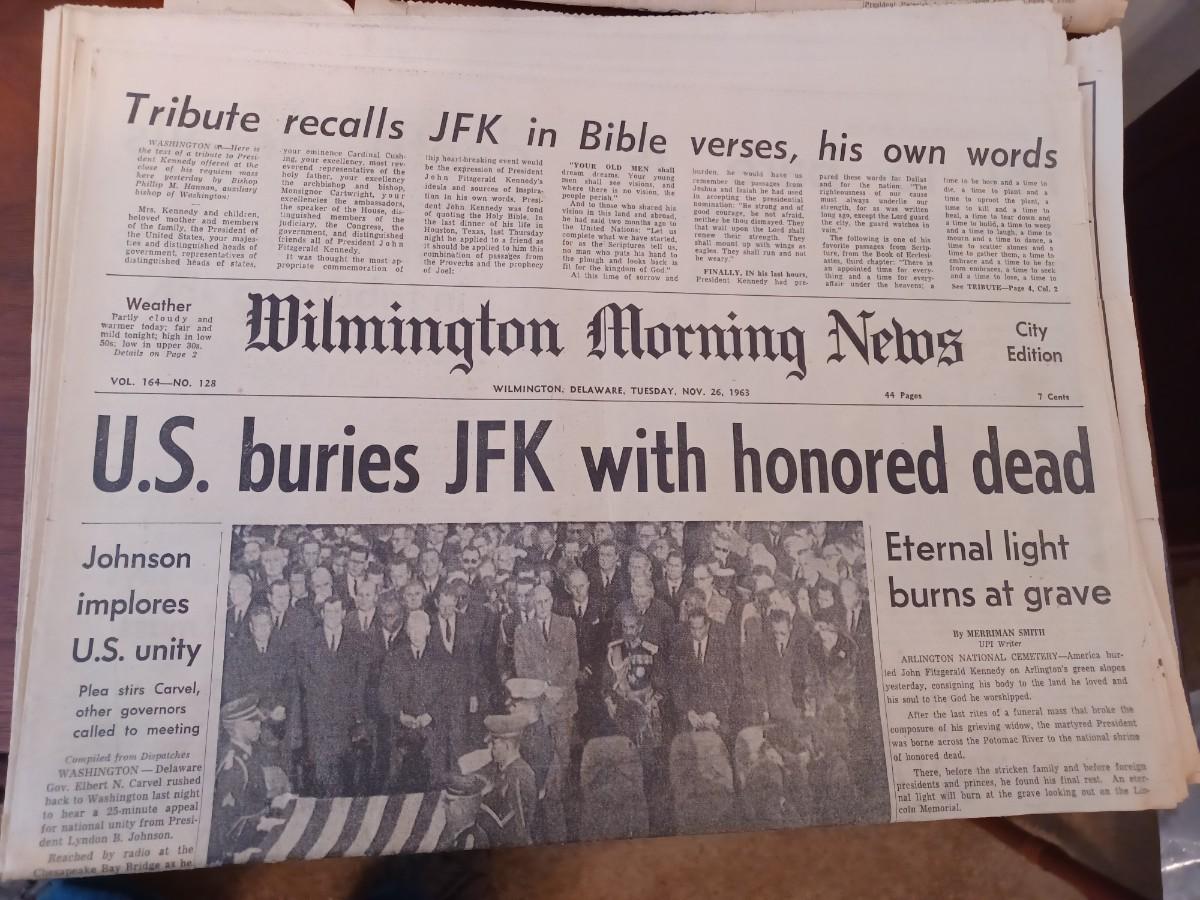 Tribute recalls JFK in Bible verses, his own words
WASHINGTON —Here is
the text of a tribute to Presi-
dent Kennedy offered at the
close of his requiem mass
here yesterday by Bishop
Phillip M. Hannan, auxiliary
bishop of Washington:
Mrs. Kennedy and children,
beloved mother and members
of the family, the President of
the United States, your majes-
ties and distinguished heads of
government, representatives of
distinguished heads of states,
your eminence Cardinal Cush-
ing, your excellency, most rev-
erend representative of the
holy father, your excellency
the archbishop and bishop,
Monsignor Cartwright, your
excellencies the ambassadors,
the speaker of the House, dis-
tinguished members of the
judiciary, the Congress, the
government, and distinguished
friends all of President John
Fitzgerald Kennedy.
It was thought the most ap-
propriate commemoration of
this heart-breaking event would
be the expression of President
John Fitzgerald Kennedy's
ideals and sources of inspira-
tion in his own words. Presi-
dent John Kennedy was fond
of quoting the Holy Bible. In
the last dinner of his life in
Houston, Texas, last Thursday
night he applied to a friend as
it should be applied to him this
combination of passages from
the Proverbs and the prophecy
of Joel:
"YOUR OLD MEN shall
dream dreams. Your young
men shall see visions, and
where there is no vision, the
people perish."
And to those who shared his
vision in this land and abroad,
he had said two months ago to
the United Nations: "Let us
complete what we have started,
for as the Scriptures tell us,
no man who puts his hand to
the plough and looks back is
fit for the kingdom of God."
At this time of sorrow and
burden, he would have us
remember the passages from
Joshua and Isaiah he had used
in accepting the presidential
nomination: "Be strong and of
good courage, be not afraid,
neither be thou dismayed. They
that wait upon the Lord shall
renew their strength. They
shall mount up with wings as
eagles. They shall run and not
be weary."
FINALLY, IN his last hours,
President Kennedy had pre-
pared these words for Dallas
and for the nation: "The
righteousness of our cause
must always underlie our
strength, for as was written
long ago, except the Lord guard
the city, the guard watches in
vain."
The following is one of his
favorite passages from Scrip-
ture, from the Book of Ecclesi-
astes, third chapter: "There is
an appointed time for every-
thing and a time for every
affair under the heavens; a
time to be born and a time to
die, a time to plant and a
time to uproot the plant, a
time to kill and a time to
heal, a time to tear down and
a time to build, a time to weep
and a time to laugh, a time to
mourn and a time to dance, a
time to scatter stones and a
time to gather them, a time to
embrace and a time to be far
from embraces, a time to seek
and a time to lose, a time to
See TRIBUTE—Page 4, Col. 2
Weather
Partly cloudy and
warmer today; fair and
mild tonight; high in low
50s; low in upper 30s.
Details on Page 2
Wilmington Morning News
City
Edition
VOL. 164—NO. 128
WILMINGTON, DELAWARE, TUESDAY, NOV. 26, 1963
44 Pages
7 Cents
U.S. buries JFK with honored dead
Johnson
implores
U.S. unity
Plea stirs Carvel,
other governors
called to meeting
Compiled from Dispatches
WASHINGTON — Delaware
Gov. Elbert N. Carvel rushed
back to Washington last night
to hear a 25-minute appeal
for national unity from Presi-
dent Lyndon B. Johnson.
Reached by radio at the
Chesapeake Bay Bridge as he
Eternal light
burns at grave
By MERRIMAN SMITH
UPI Writer
ARLINGTON NATIONAL CEMETERY—America bur-
ied John Fitzgerald Kennedy on Arlington's green slopes
yesterday, consigning his body to the land he loved and
his soul to the God he worshipped.
After the last rites of a funeral mass that broke the
composure of his grieving widow, the martyred President
was borne across the Potomac River to the national shrine
of honored dead.
There, before the stricken family and before foreign
presidents and princes, he found his final rest. An eter-
nal light will burn at the grave looking out on the Lin-
coln Memorial.